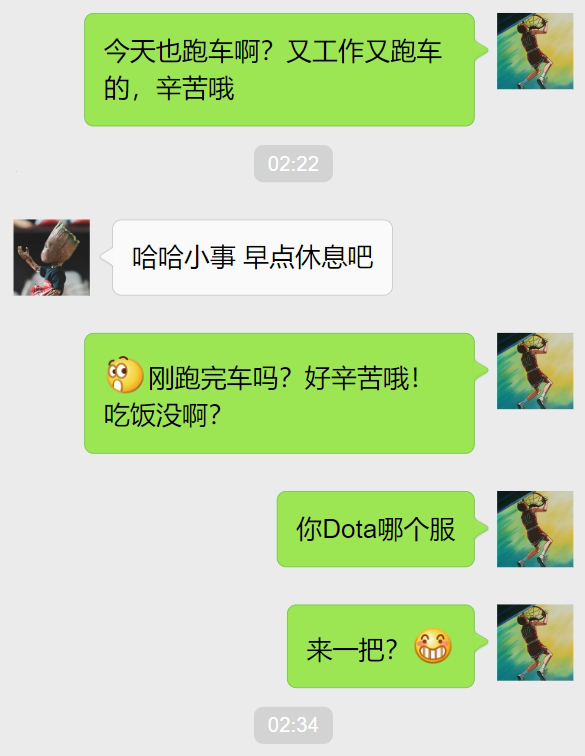 今天也跑车啊？又工作又跑车
的，辛苦哦
02:22
哈哈小事 早点休息吧
刚跑完车吗？好辛苦哦！
吃饭没啊？
你Dota哪个服
来一把？
02:34